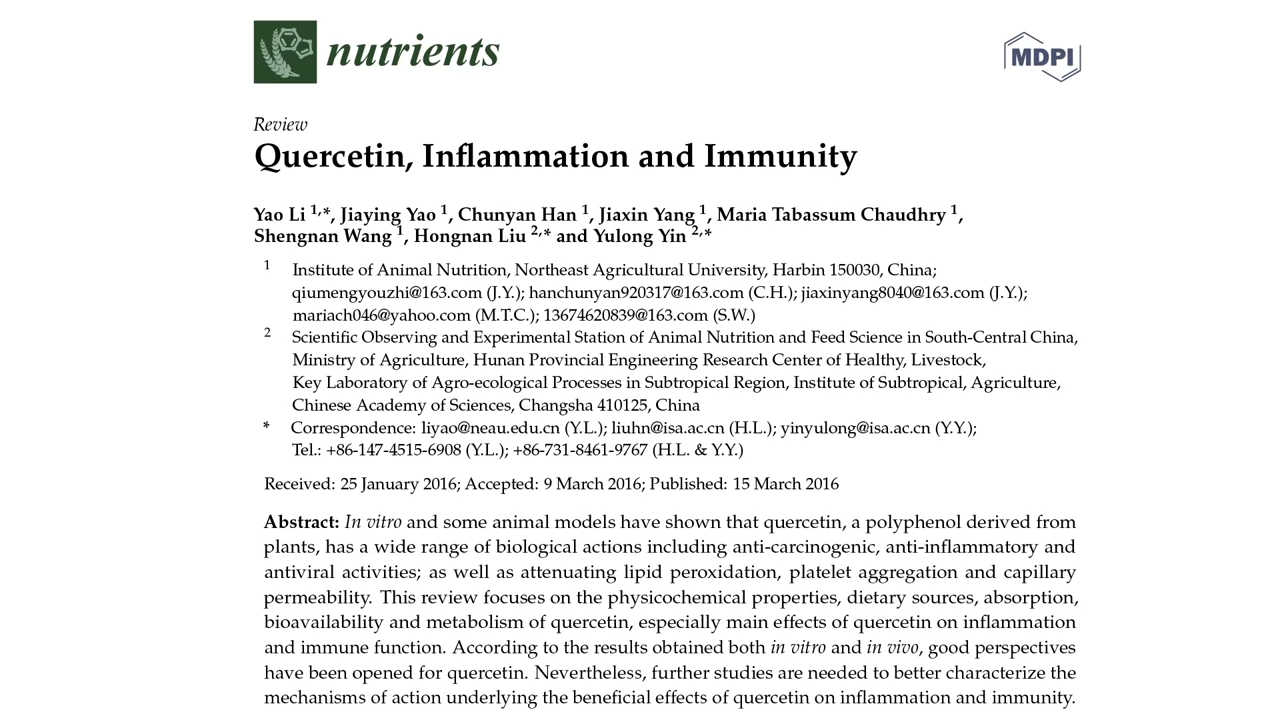 nutrients
MDPI
Review
Quercetin, Inflammation and Immunity
Yao Li 1,*, Jiaying Yao 1, Chunyan Han 1, Jiaxin Yang 1, Maria Tabassum Chaudhry 1,
Shengnan Wang 1, Hongnan Liu 2,* and Yulong Yin 2,*
1 Institute of Animal Nutrition, Northeast Agricultural University, Harbin 150030, China;
qiumengyouzhi@163.com (J.Y.); hanchunyan920317@163.com (C.H.); jiaxinyang8040@163.com (J.Y.);
mariach046@yahoo.com (M.T.C.); 13674620839@163.com (S.W.)
2 Scientific Observing and Experimental Station of Animal Nutrition and Feed Science in South-Central China,
Ministry of Agriculture, Hunan Provincial Engineering Research Center of Healthy, Livestock,
Key Laboratory of Agro-ecological Processes in Subtropical Region, Institute of Subtropical, Agriculture,
Chinese Academy of Sciences, Changsha 410125, China
* Correspondence: liyao@neau.edu.cn (Y.L.); liuhn@isa.ac.cn (H.L.); yinyulong@isa.ac.cn (Y.Y.);
Tel.: +86-147-4515-6908 (Y.L.); +86-731-8461-9767 (H.L. & Y.Y.)
Received: 25 January 2016; Accepted: 9 March 2016; Published: 15 March 2016
Abstract: In vitro and some animal models have shown that quercetin, a polyphenol derived from
plants, has a wide range of biological actions including anti-carcinogenic, anti-inflammatory and
antiviral activities; as well as attenuating lipid peroxidation, platelet aggregation and capillary
permeability. This review focuses on the physicochemical properties, dietary sources, absorption,
bioavailability and metabolism of quercetin, especially main effects of quercetin on inflammation
and immune function. According to the results obtained both in vitro and in vivo, good perspectives
have been opened for quercetin. Nevertheless, further studies are needed to better characterize the
mechanisms of action underlying the beneficial effects of quercetin on inflammation and immunity.